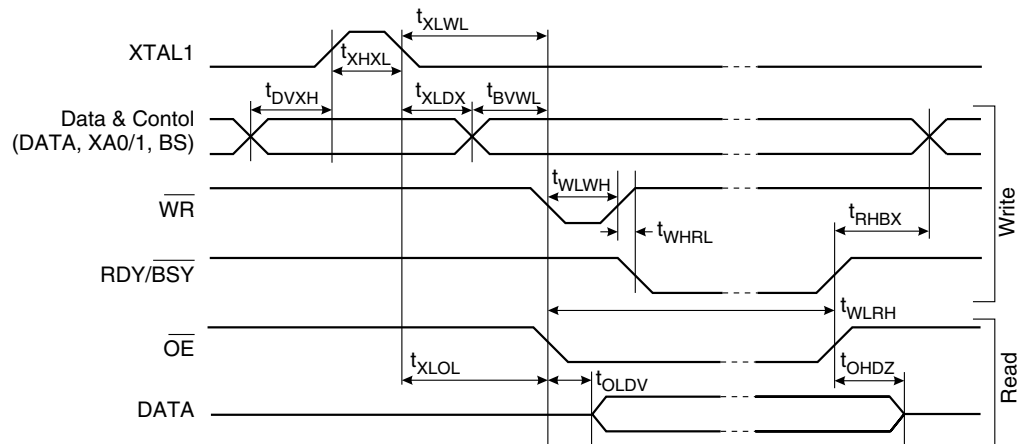 t_XLWL
XTAL1
t_XHXL
t_DVXH
t_XLDX
t_BVWL
Data & Contol
(DATA, XA0/1, BS)
t_WLWH
WR
t_RHBX
t_WHRL
Write
RDY/BSY
t_WLRH
OE
t_XLOL
t_OLDV
t_OHDZ
Read
DATA